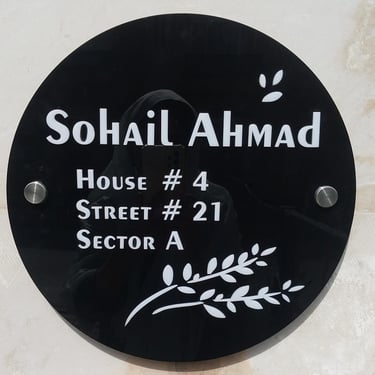 Sohail Ahmad
House # 4
Street # 21
Sector A